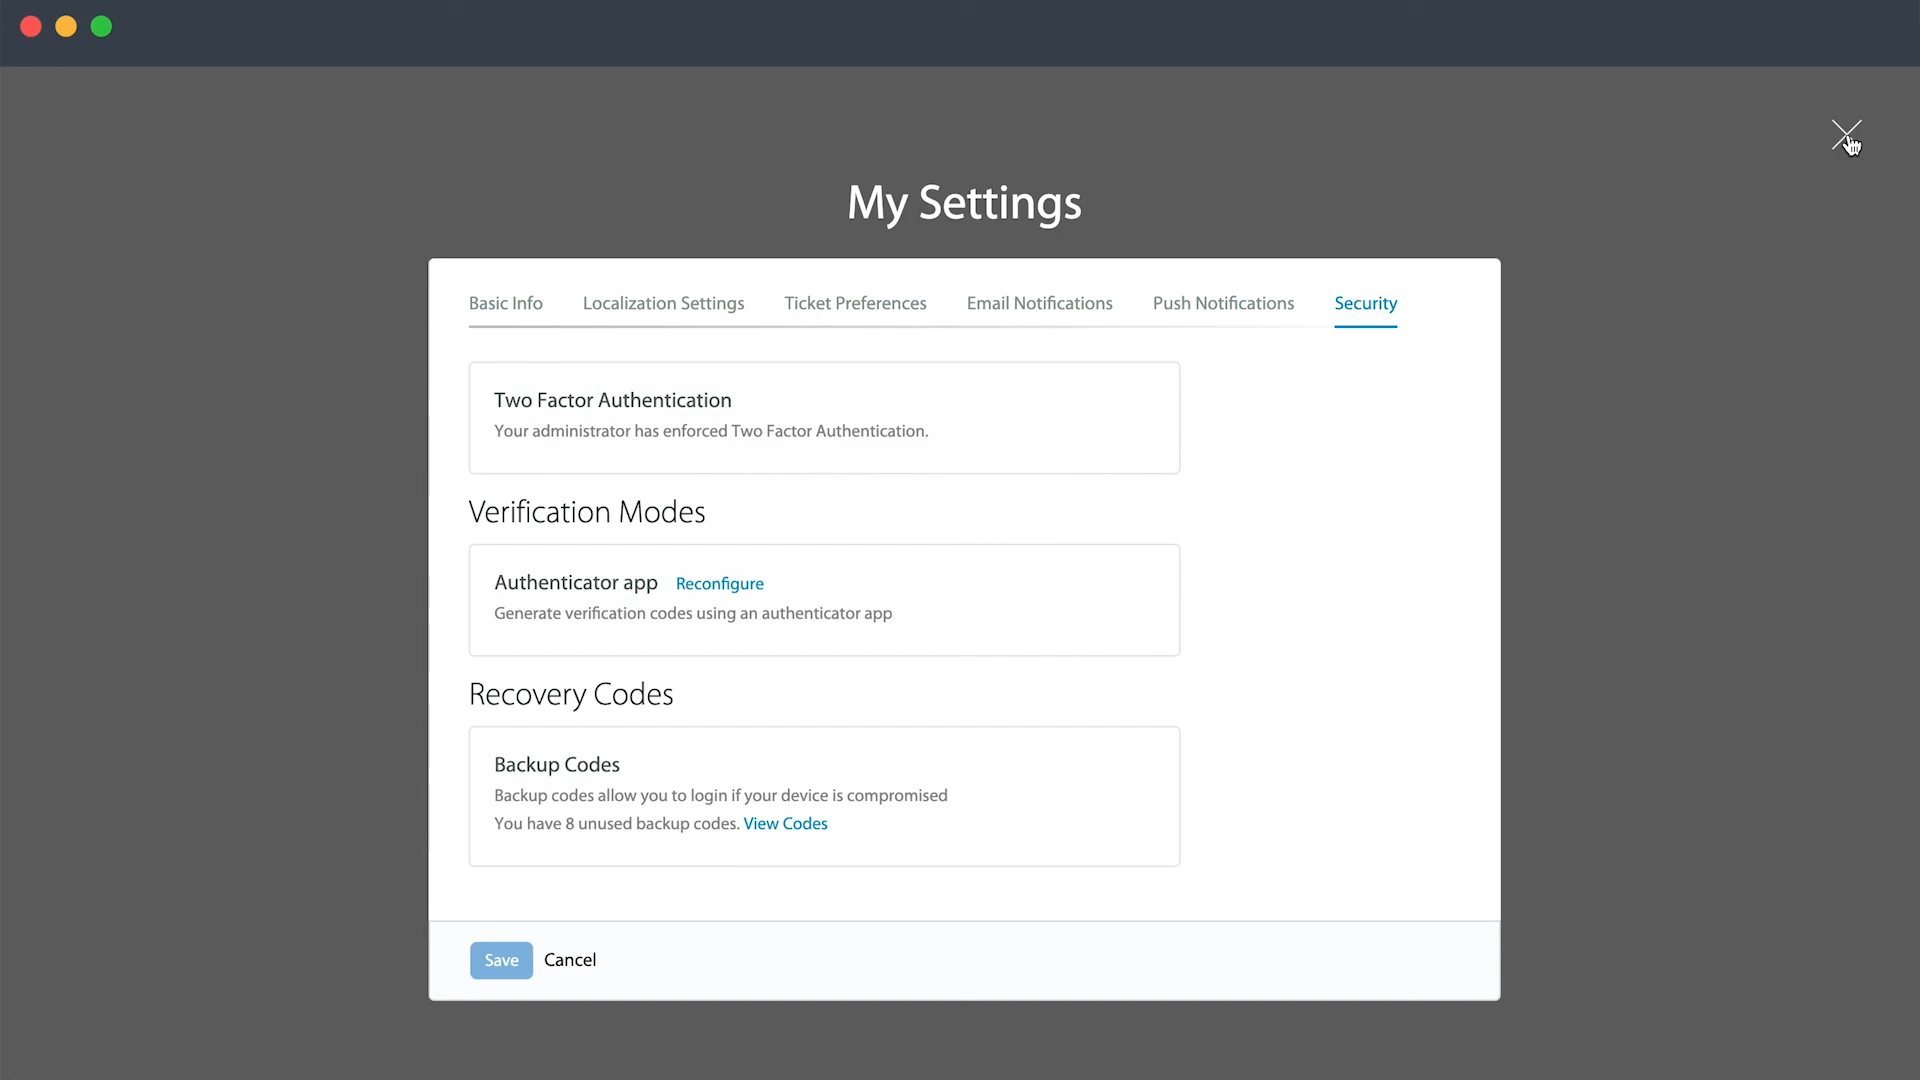 My Settings
Basic Info Localization Settings Ticket Preferences Email Notifications Push Notifications Security
Two Factor Authentication
Your administrator has enforced Two Factor Authentication.
Verification Modes
Authenticator app Reconfigure
Generate verification codes using an authenticator app
Recovery Codes
Backup Codes
Backup codes allow you to login if your device is compromised
You have 8 unused backup codes. View Codes
Save Cancel